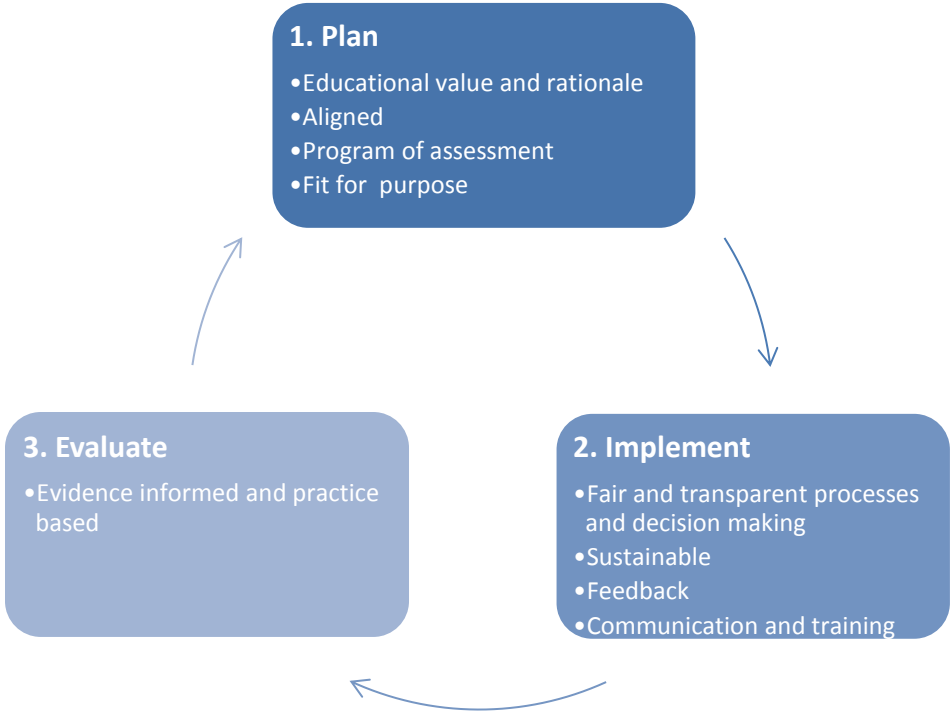 1. Plan
•Educational value and rationale
•Aligned
•Program of assessment
•Fit for  purpose
3. Evaluate
•Evidence informed and practice
based
2. Implement
•Fair and transparent processes
and decision making
•Sustainable
•Feedback
•Communication and training